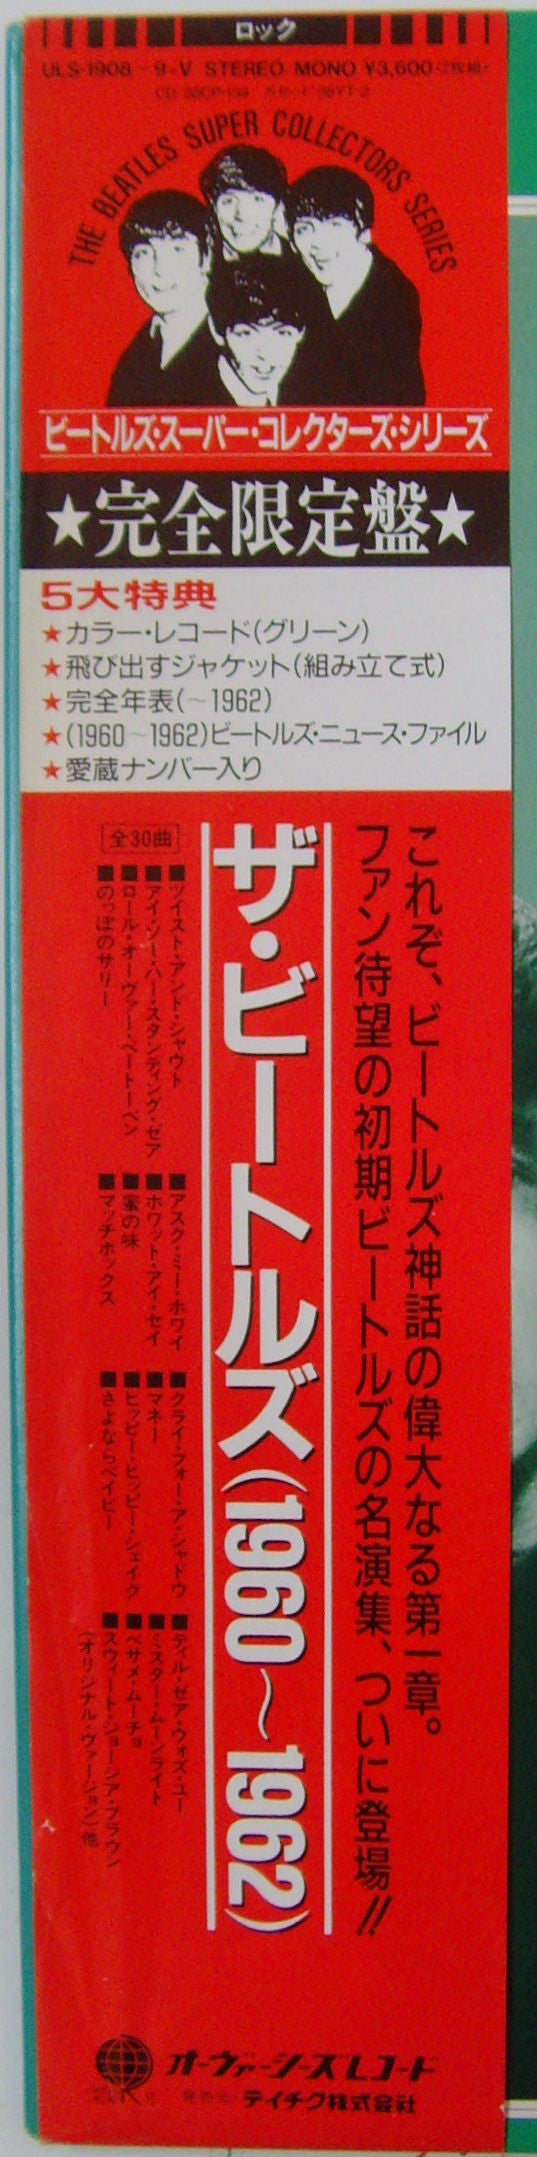 ロック
ULS-1908～9-V STEREO MONO ¥3,600
THE BEATLES SUPER COLLECTORS SERIES
ビートルズ・スーパー・コレクターズ・シリーズ
★完全限定盤★
5大特典
★カラー・レコード(グリーン)
★飛び出すジャケット(組み立て式)
★完全年表(～1962)
★(1960～1962)ビートルズ・ニュース・ファイル
★愛蔵ナンバー入り
これぞ、ビートルズ神話の偉大なる第一章。
ファン待望の初期ビートルズの名演集、ついに登場!!
ザ・ビートルズ(1960～1962)
全30曲
■ツイスト・アンド・シャウト
■アイ・ソー・ハー・スタンディング・ゼア
■ロール・オーヴァー・ベートーベン
■のっぽのサリー
■アスク・ミー・ホワイ
■ホワット・アイ・セイ
■蜜の味
■マッチボックス
■クライ・フォー・ア・シャドウ
■マネー
■ヒッピー・ヒッピー・シェイク
■さよならベイビー
■ティル・ゼア・ウォズ・ユー
■ミスター・ムーンライト
■ベサメ・ムーチョ
■スウィート・ジョージア・ブラウン
(オリジナル・ヴァージョン)他
オーヴァーシーズレコード
発売元・テイチク株式会社